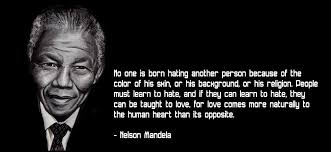 No one is born hating another person because of the
color of his skin, or his background, or his religion. People
must learn to hate, and if they can learn to hate, they
can be taught to love, for love comes more naturally to
the human heart than its opposite.
- Nelson Mandela